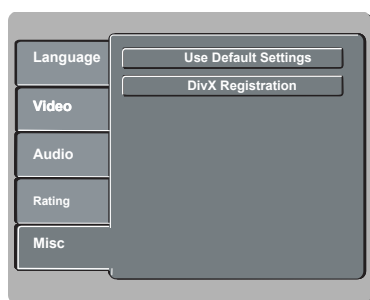 Language
Use Default Settings
DivX Registration
Video
Audio
Rating
Misc